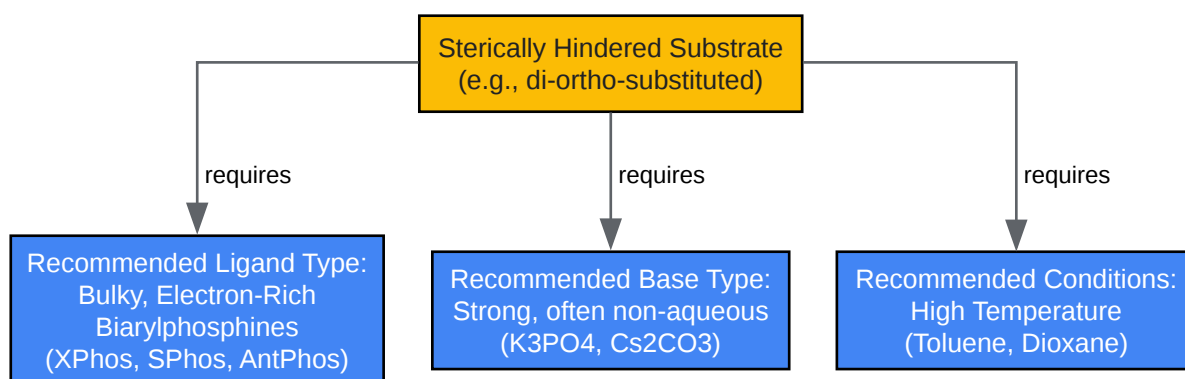 Sterically Hindered Substrate
(e.g., di-ortho-substituted)
requires
requires
requires
Recommended Ligand Type:
Bulky, Electron-Rich
Biarylphosphines
(XPhos, SPhos, AntPhos)
Recommended Base Type:
Strong, often non-aqueous
(K3PO4, Cs2CO3)
Recommended Conditions:
High Temperature
(Toluene, Dioxane)